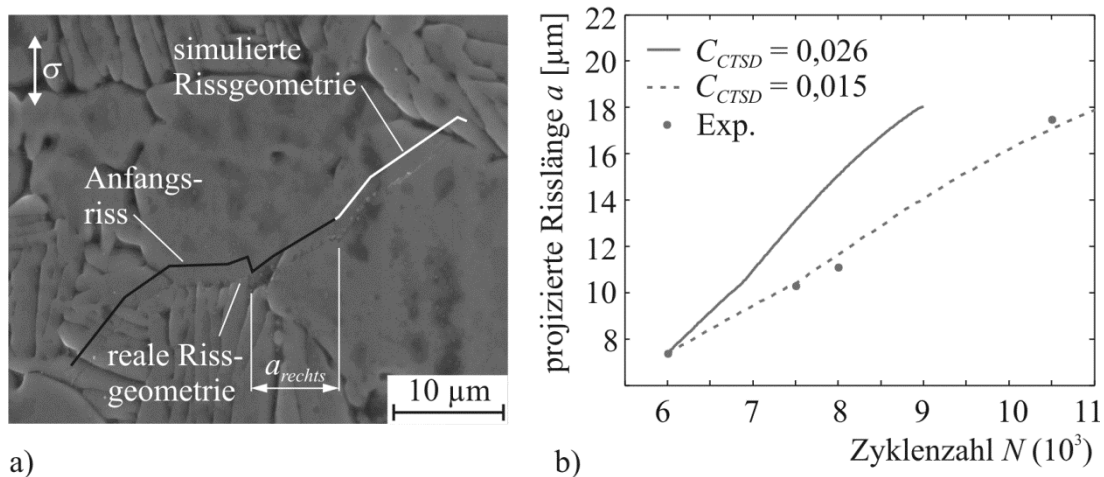 σ
simulierte
Rissgeometrie
Anfangs-
riss
reale Riss-
geometrie
a_rechts
10 µm
a)
projizierte Risslänge a [µm]
22
20
18
16
14
12
10
8
C_CTSD = 0,026
C_CTSD = 0,015
Exp.
6 7 8 9 10 11
Zyklenzahl N (10³)
b)